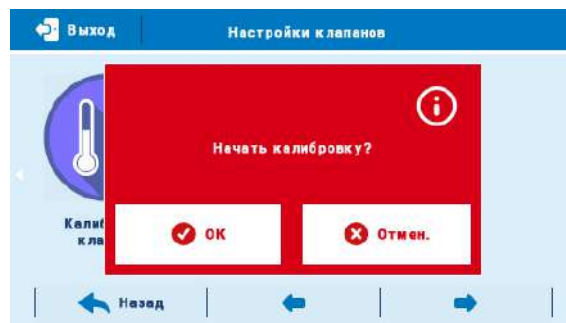 Выход
Настройки клапанов
Начать калибровку?
OK
Отмен.
Назад